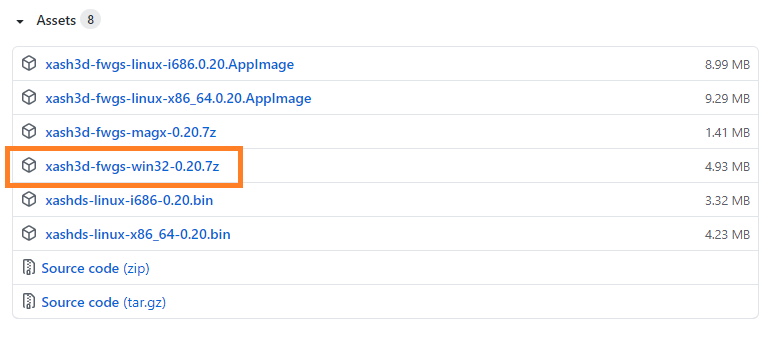 Assets 8
xash3d-fwgs-linux-i686.0.20.AppImage 8.99 MB
xash3d-fwgs-linux-x86_64.0.20.AppImage 9.29 MB
xash3d-fwgs-magx-0.20.7z 1.41 MB
xash3d-fwgs-win32-0.20.7z 4.93 MB
xashds-linux-i686-0.20.bin 3.32 MB
xashds-linux-x86_64-0.20.bin 4.23 MB
Source code (zip)
Source code (tar.gz)